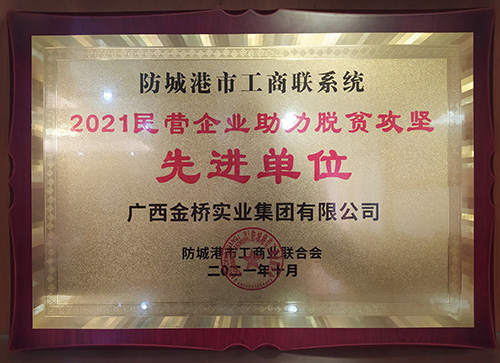 防城港市工商联系统
2021民营企业助力脱贫攻坚
先进单位
广西金桥实业集团有限公司
防城港市工商业联合会
二〇二一年十月